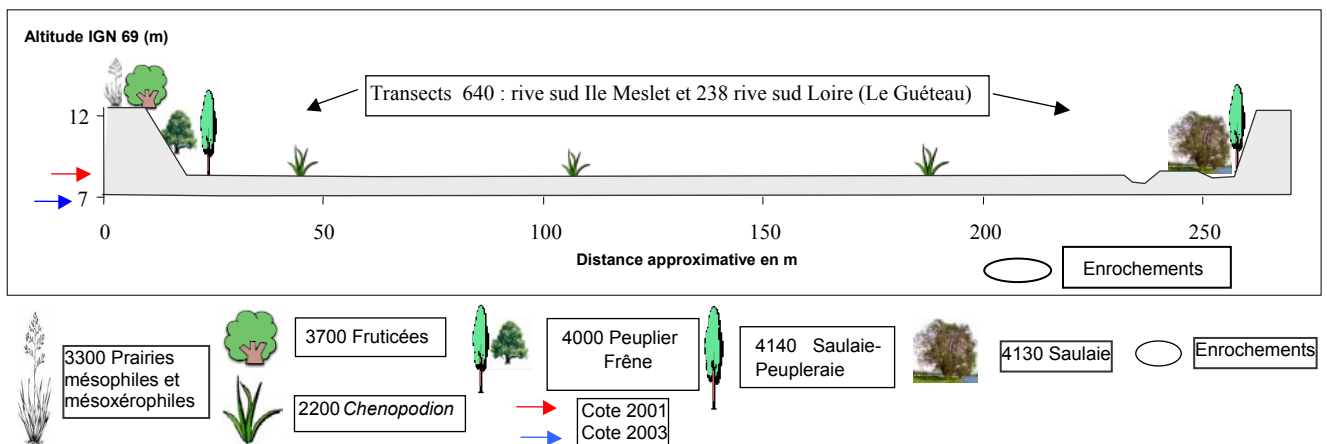 Altitude IGN 69 (m)
Transects 640 : rive sud Ile Meslet et 238 rive sud Loire (Le Guéteau)
12
7
0 50 100 150 200 250
Distance approximative en m
Enrochements
3300 Prairies
mésophiles et
mésoxérophiles
3700 Fruticées
2200 Chenopodion
4000 Peuplier
Frêne
Cote 2001
Cote 2003
4140 Saulaie-
Peupleraie
4130 Saulaie
Enrochements